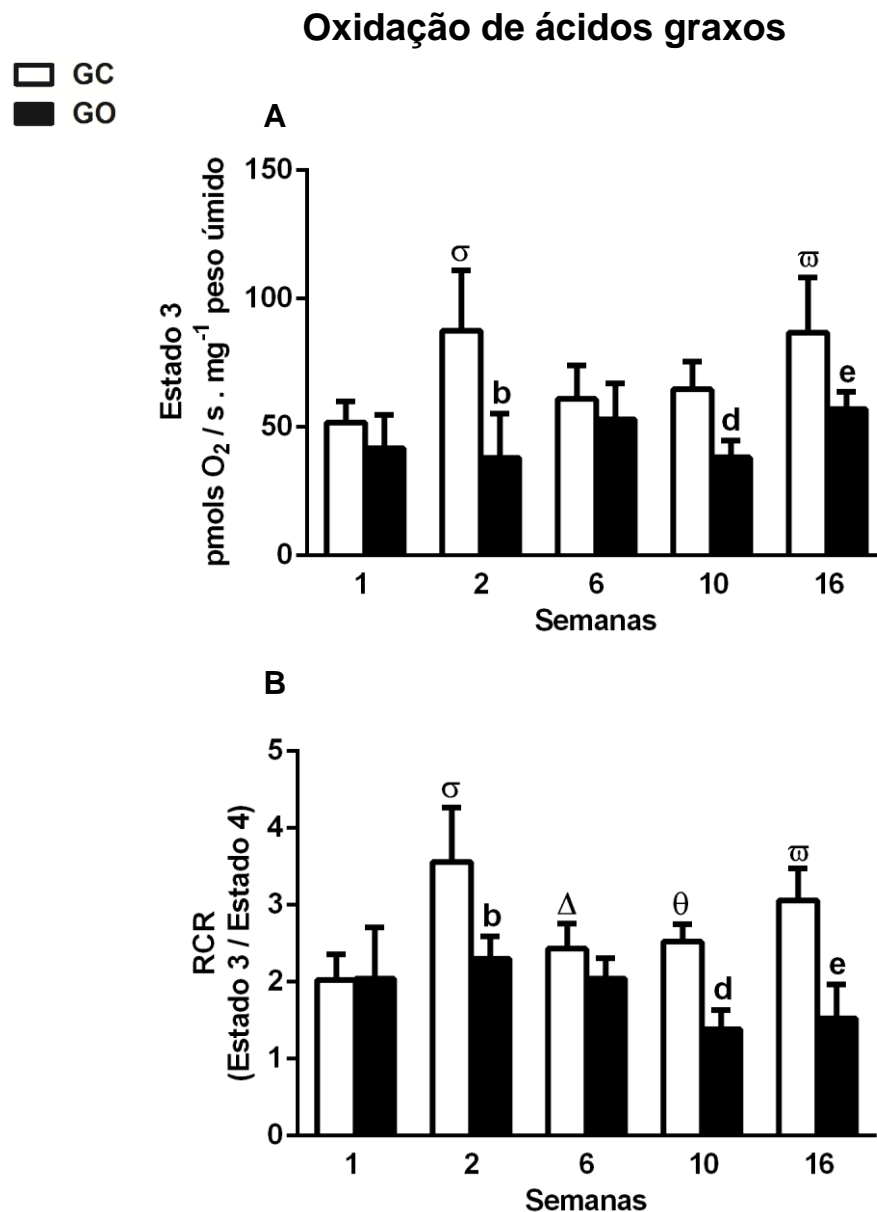 Oxidação de ácidos graxos
GC
GO
A
Estado 3
pmols O₂ / s . mg⁻¹ peso úmido
150
100
50
0
σ
b
d
ϖ
e
1 2 6 10 16
Semanas
B
RCR
(Estado 3 / Estado 4)
5
4
3
2
1
0
σ
b
Δ
θ
d
ϖ
e
1 2 6 10 16
Semanas